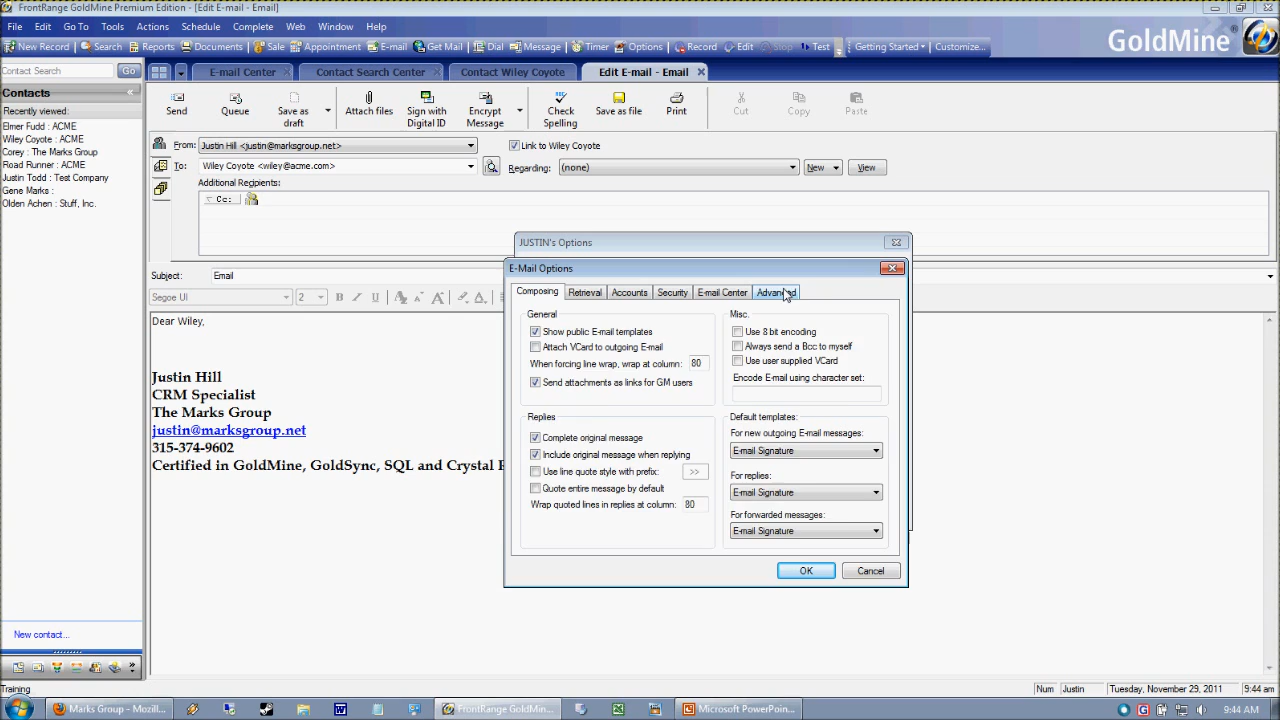 FrontRange GoldMine Premium Edition - [Edit E-mail - Email]
File Edit Go To Tools Actions Schedule Complete Web Window Help
New Record Search Reports Documents Sale Appointment E-mail Get Mail Dial Message Timer Options Record Edit Stop Test Getting Started Customize...
GoldMine
Contact Search Go
E-mail Center Contact Search Center Contact Wiley Coyote Edit E-mail - Email
Contacts
Recently viewed:
Elmer Fudd : ACME
Wiley Coyote : ACME
Corey : The Marks Group
Road Runner : ACME
Justin Todd : Test Company
Gene Marks :
Olden Achen : Stuff, Inc.
New contact...
Send Queue Save as draft Attach files Sign with Digital ID Encrypt Message Check Spelling Save as file Print Cut Copy Paste
From: Justin Hill <justin@marksgroup.net> Link to Wiley Coyote
To: Wiley Coyote <wiley@acme.com> Regarding: (none) New View
Additional Recipients:
Cc:
Subject: Email
Segoe UI 2 B I U
Dear Wiley,
Justin Hill
CRM Specialist
The Marks Group
justin@marksgroup.net
315-374-9602
Certified in GoldMine, GoldSync, SQL and Crystal
JUSTIN's Options
E-Mail Options
Composing Retrieval Accounts Security E-mail Center Advanced
General
Show public E-mail templates
Attach VCard to outgoing E-mail
When forcing line wrap, wrap at column: 80
Send attachments as links for GM users
Replies
Complete original message
Include original message when replying
Use line quote style with prefix: >>
Quote entire message by default
Wrap quoted lines in replies at column: 80
Misc.
Use 8 bit encoding
Always send a Bcc to myself
Use user supplied VCard
Encode E-mail using character set:
Default templates:
For new outgoing E-mail messages:
E-mail Signature
For replies:
E-mail Signature
For forwarded messages:
E-mail Signature
OK Cancel
Training Num Justin Tuesday, November 29, 2011 9:44 am
Marks Group - Mozill... FrontRange GoldMin... Microsoft PowerPoin... 9:44 AM